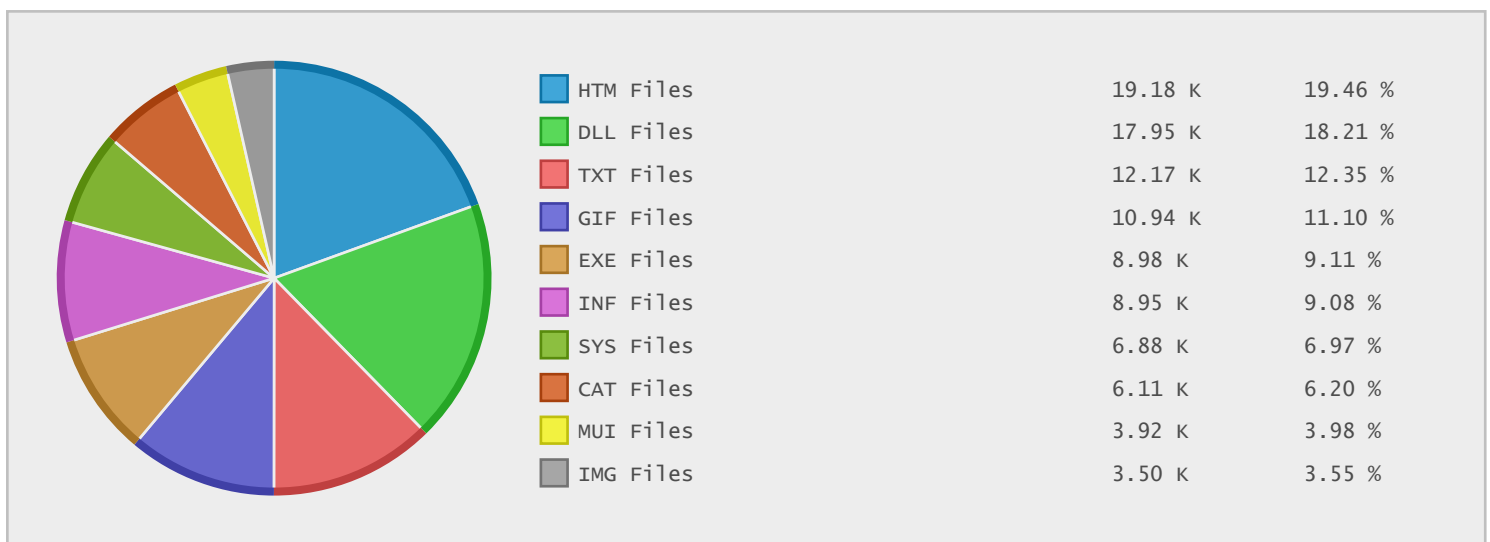 HTM Files 19.18 K 19.46 %
DLL Files 17.95 K 18.21 %
TXT Files 12.17 K 12.35 %
GIF Files 10.94 K 11.10 %
EXE Files 8.98 K 9.11 %
INF Files 8.95 K 9.08 %
SYS Files 6.88 K 6.97 %
CAT Files 6.11 K 6.20 %
MUI Files 3.92 K 3.98 %
IMG Files 3.50 K 3.55 %